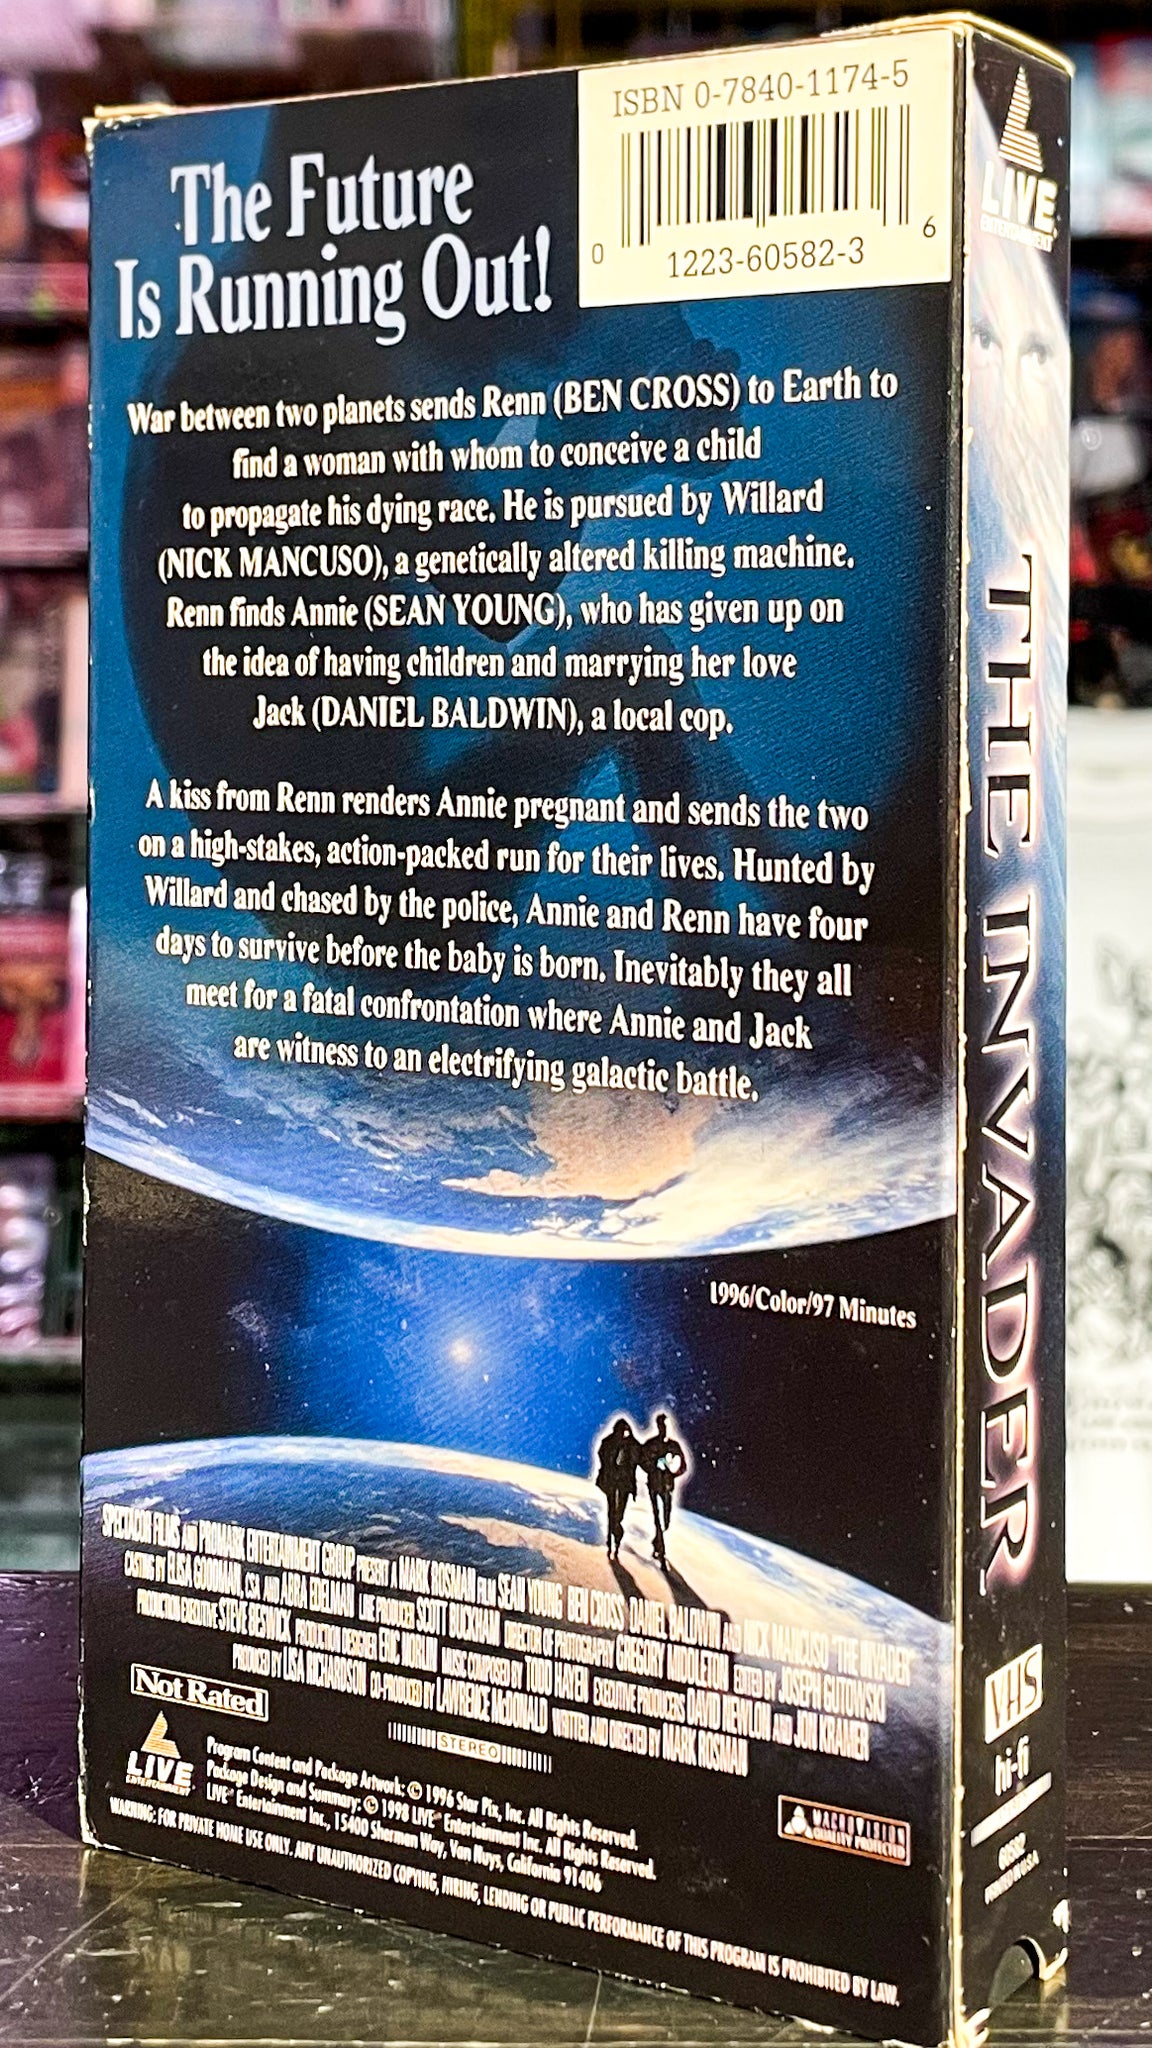 ISBN 0-7840-1174-5
0 1223-60582-3 6
The Future
Is Running Out!
War between two planets sends Renn (BEN CROSS) to Earth to
find a woman with whom to conceive a child
to propagate his dying race. He is pursued by Willard
(NICK MANCUSO), a genetically altered killing machine.
Renn finds Annie (SEAN YOUNG), who has given up on
the idea of having children and marrying her love
Jack (DANIEL BALDWIN), a local cop.
A kiss from Renn renders Annie pregnant and sends the two
on a high-stakes, action-packed run for their lives. Hunted by
Willard and chased by the police, Annie and Renn have four
days to survive before the baby is born. Inevitably they all
meet for a fatal confrontation where Annie and Jack
are witness to an electrifying galactic battle.
1996/Color/97 Minutes
SPECTACOR FILMS AND PROMARK ENTERTAINMENT GROUP PRESENT A MARK ROSMAN FILM SEAN YOUNG BEN CROSS DANIEL BALDWIN AND NICK MANCUSO "THE INVADER"
CASTING BY ELISA GOODMAN, CSA AND ABRA EDELMAN LINE PRODUCER SCOTT BUCKHAN DIRECTOR OF PHOTOGRAPHY GREGORY MIDDLETON EDITED BY JOSEPH GUTOWSKI
PRODUCTION EXECUTIVE STEVE BESWICK PRODUCTION DESIGNER ERIC NORLIN MUSIC COMPOSED BY TODD HAYEN EXECUTIVE PRODUCERS DAVID NEWLON AND JON KRAMER
PRODUCED BY LISA RICHARDSON CO-PRODUCED BY LAWRENCE McDONALD WRITTEN AND DIRECTED BY MARK ROSMAN
Not Rated
STEREO
LIVE
ENTERTAINMENT
Program Content and Package Artwork: © 1996 Star Pix, Inc. All Rights Reserved.
Package Design and Summary: © 1998 LIVE Entertainment Inc. All Rights Reserved.
LIVE Entertainment Inc., 15400 Sherman Way, Van Nuys, California 91406
MACROVISION
QUALITY PROTECTED
WARNING: FOR PRIVATE HOME USE ONLY. ANY UNAUTHORIZED COPYING, HIRING, LENDING OR PUBLIC PERFORMANCE OF THIS PROGRAM IS PROHIBITED BY LAW.
LIVE
ENTERTAINMENT
THE INVADER
VHS
hi-fi
60582
PRINTED IN U.S.A.